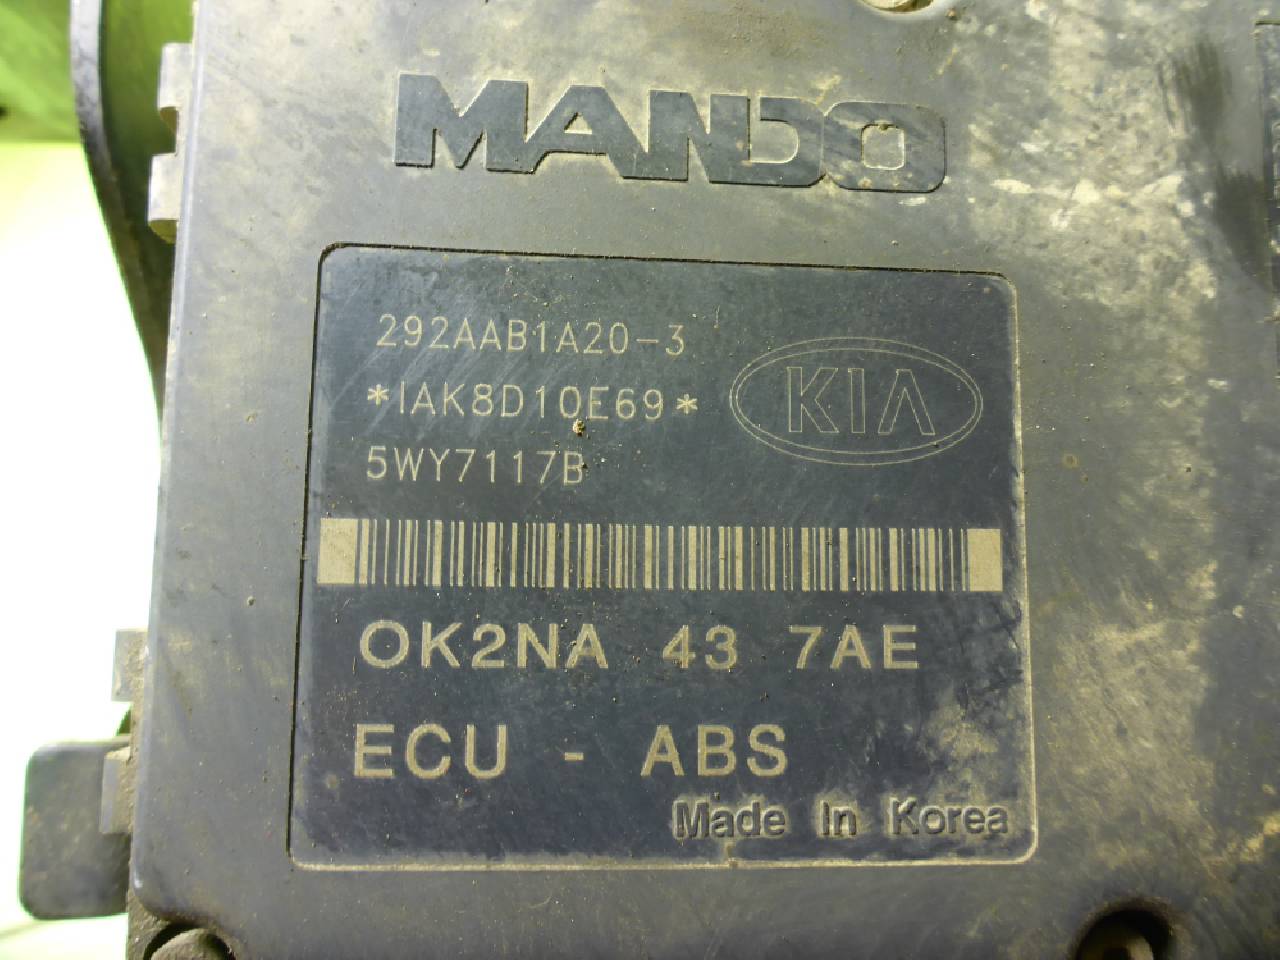 MANDO
292AAB1A20-3
*IAK8D10E69*
KIA
5WY7117B
OK2NA 43 7AE
ECU - ABS
Made In Korea